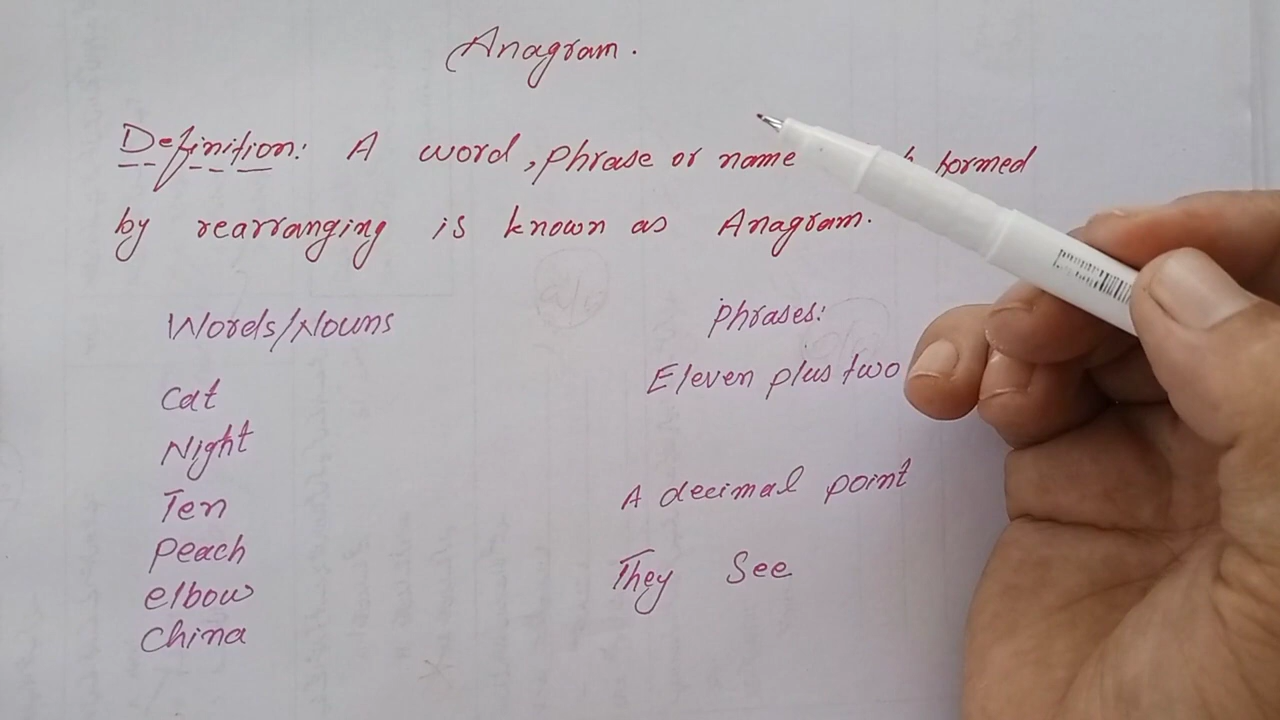 Anagram.
Definition: A word, phrase or name formed
by rearranging is known as Anagram.
Words/Nouns
Phrases:
Cat
Eleven plus two
Night
Ten
A decimal point
Peach
They See
elbow
China